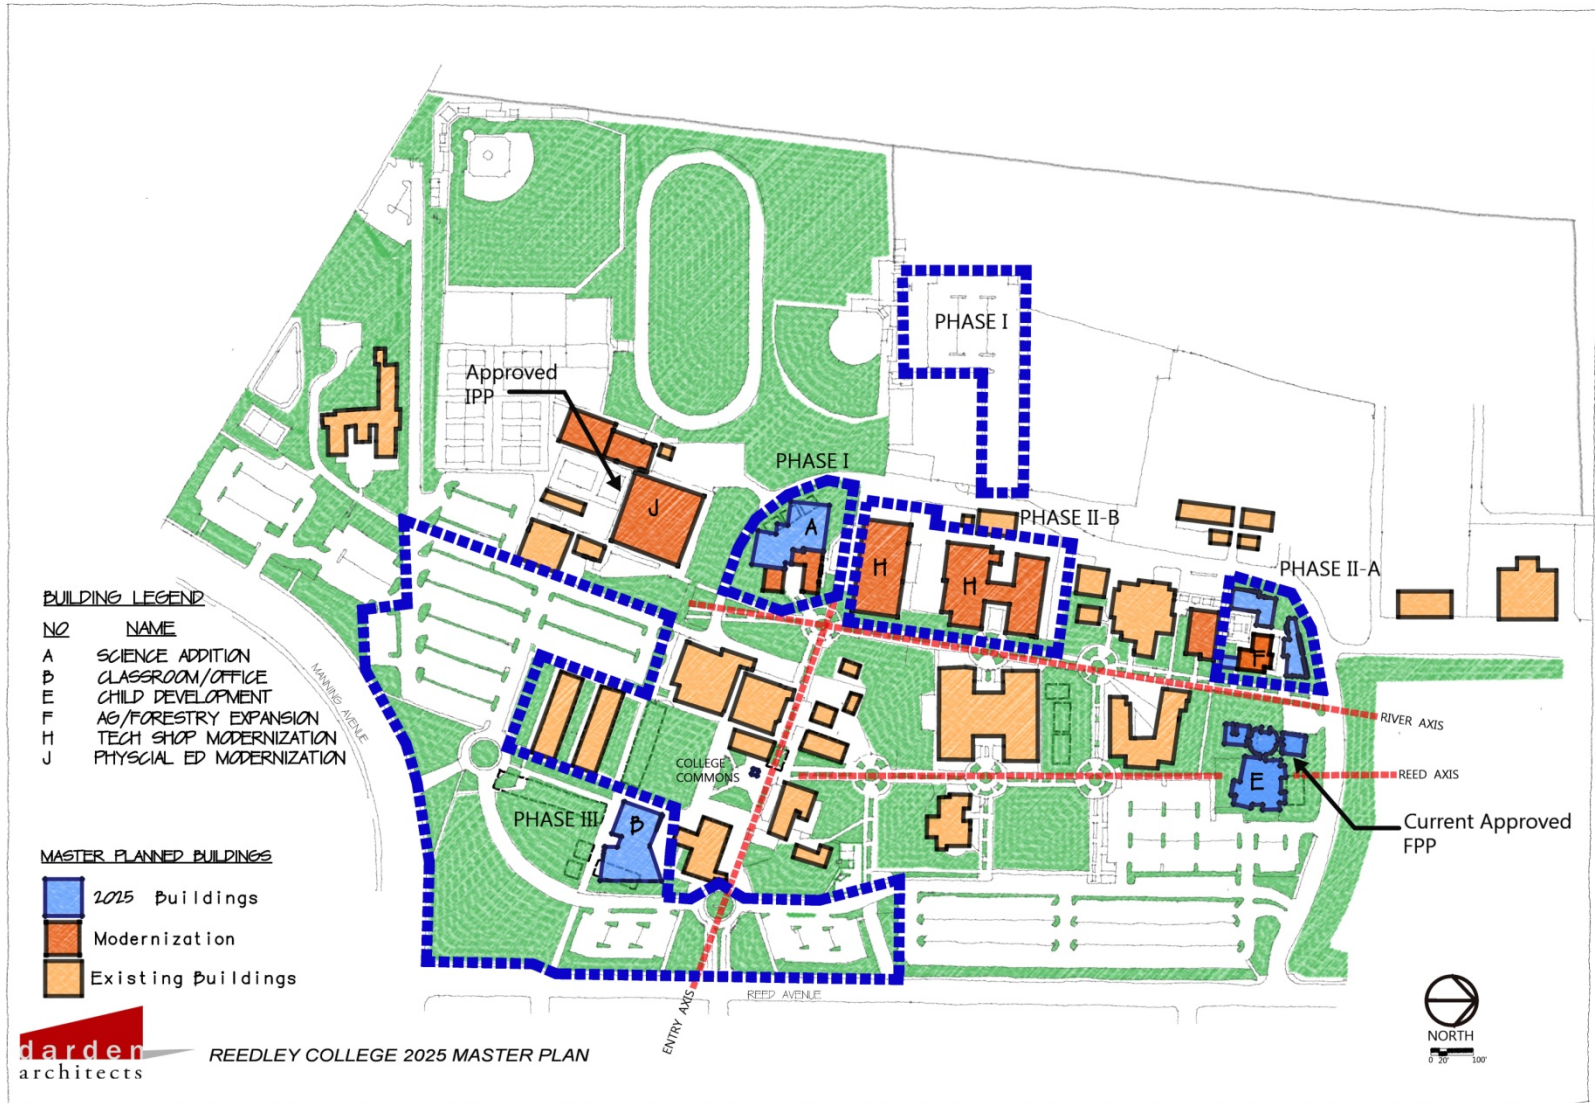 PHASE I
Approved
IPP
PHASE I
J
A
PHASE II-B
H
H
PHASE II-A
F
BUILDING LEGEND
NO NAME
A SCIENCE ADDITION
B CLASSROOM/OFFICE
E CHILD DEVELOPMENT
F AG/FORESTRY EXPANSION
H TECH SHOP MODERNIZATION
J PHYSCIAL ED MODERNIZATION
MANNING AVENUE
RIVER AXIS
COLLEGE
COMMONS
REED AXIS
E
PHASE III
B
Current Approved
FPP
MASTER PLANNED BUILDINGS
2025 Buildings
Modernization
Existing Buildings
REED AVENUE
ENTRY AXIS
NORTH
0 20' 100'
darden
architects
REEDLEY COLLEGE 2025 MASTER PLAN